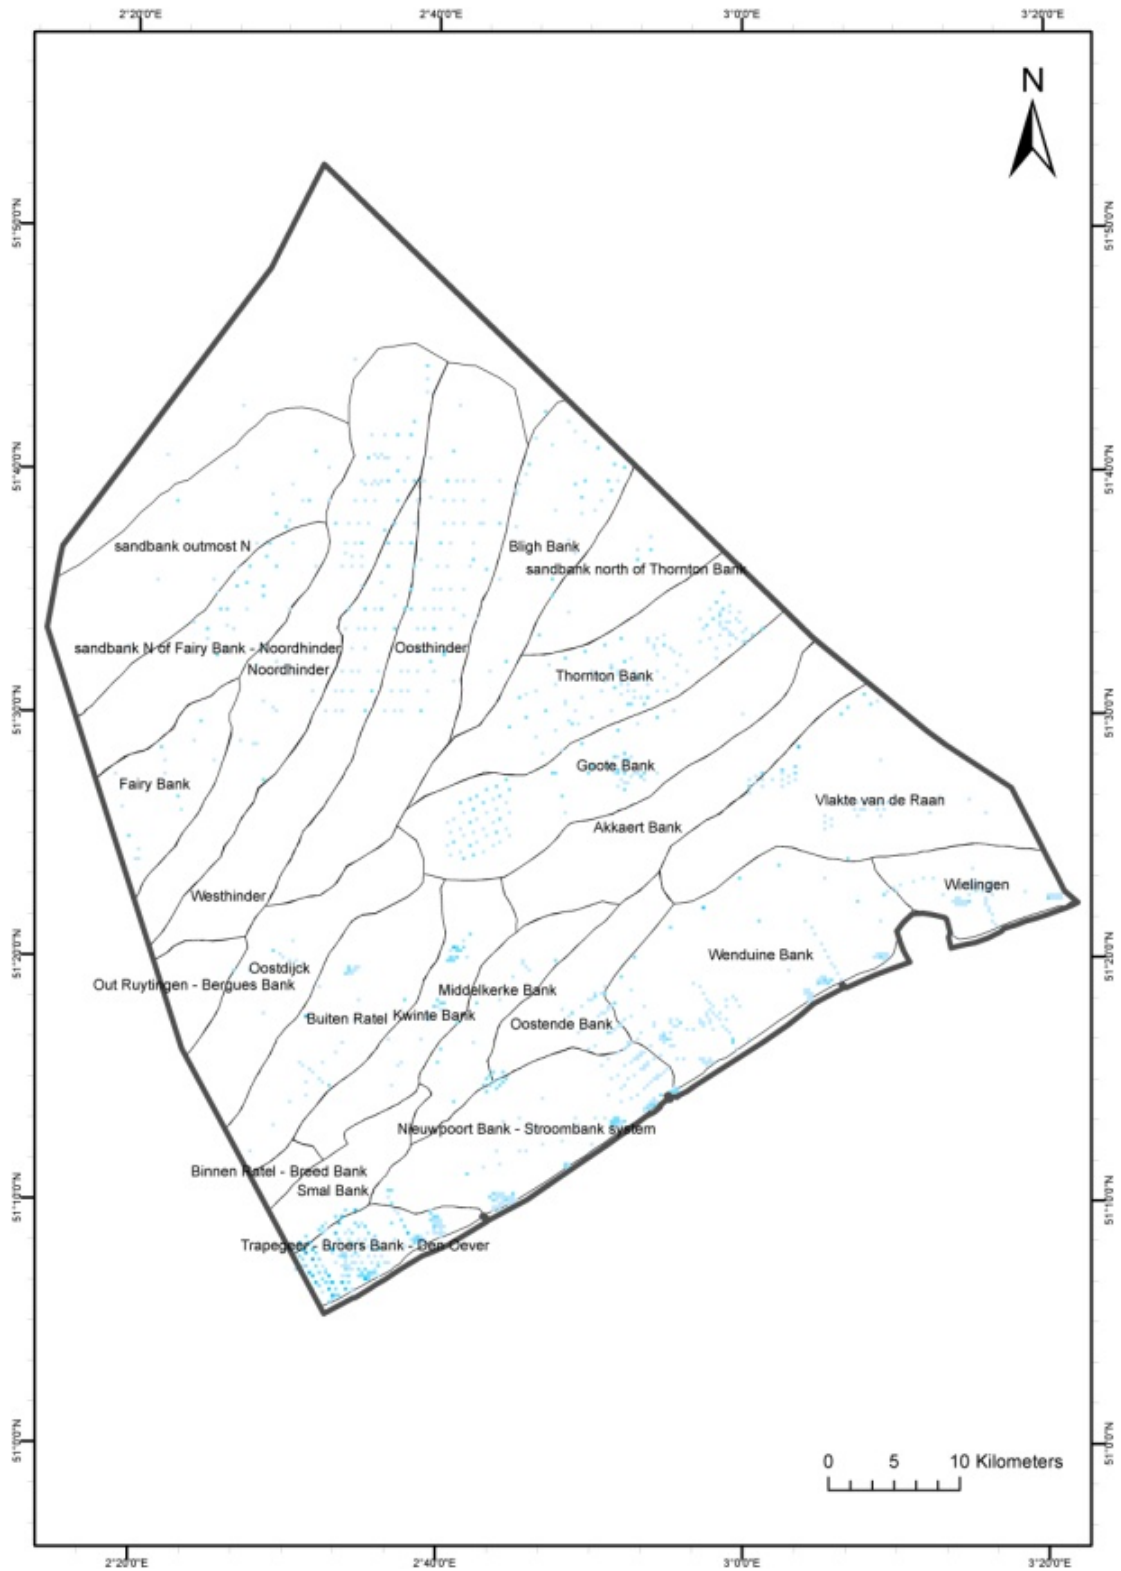 2°20'0"E
2°40'0"E
3°0'0"E
3°20'0"E
N
51°50'0"N
51°50'0"N
51°40'0"N
51°40'0"N
sandbank outmost N
Bligh Bank
sandbank north of Thornton Bank
sandbank N of Fairy Bank - Noordhinder
Oosthinder
Noordhinder
Thornton Bank
51°30'0"N
51°30'0"N
Goote Bank
Fairy Bank
Vlakte van de Raan
Akkaert Bank
Wielingen
Westhinder
51°20'0"N
51°20'0"N
Wenduine Bank
Oostdijck
Out Ruytingen - Bergues Bank
Middelkerke Bank
Buiten Ratel
Kwinte Bank
Oostende Bank
Nieuwpoort Bank - Stroombank system
Binnen Ratel - Breed Bank
Smal Bank
51°10'0"N
51°10'0"N
Trapegeer - Broers Bank - Den Oever
51°0'0"N
51°0'0"N
0 5 10 Kilometers
2°20'0"E
2°40'0"E
3°0'0"E
3°20'0"E